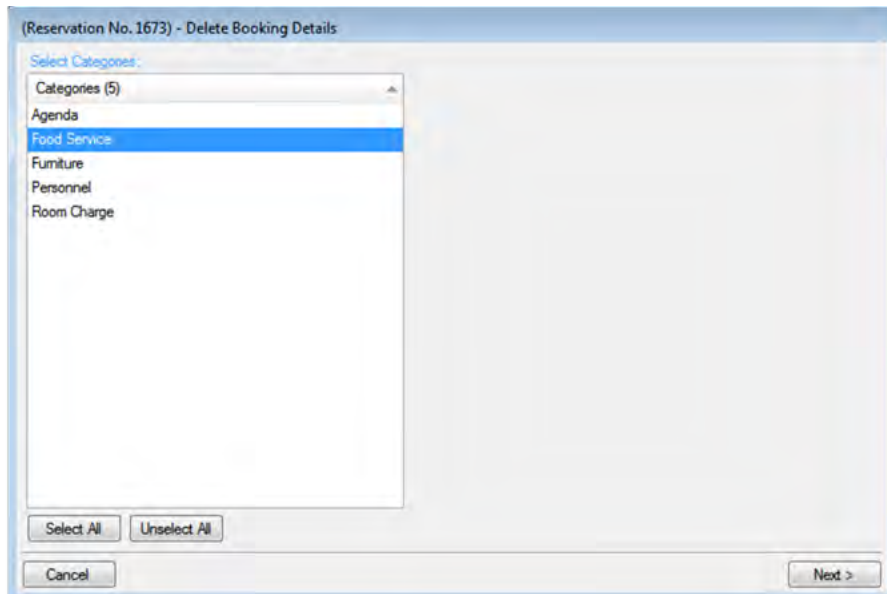 (Reservation No. 1673) - Delete Booking Details
Select Categories:
Categories (5)
Agenda
Food Service
Furniture
Personnel
Room Charge
Select All Unselect All
Cancel Next >